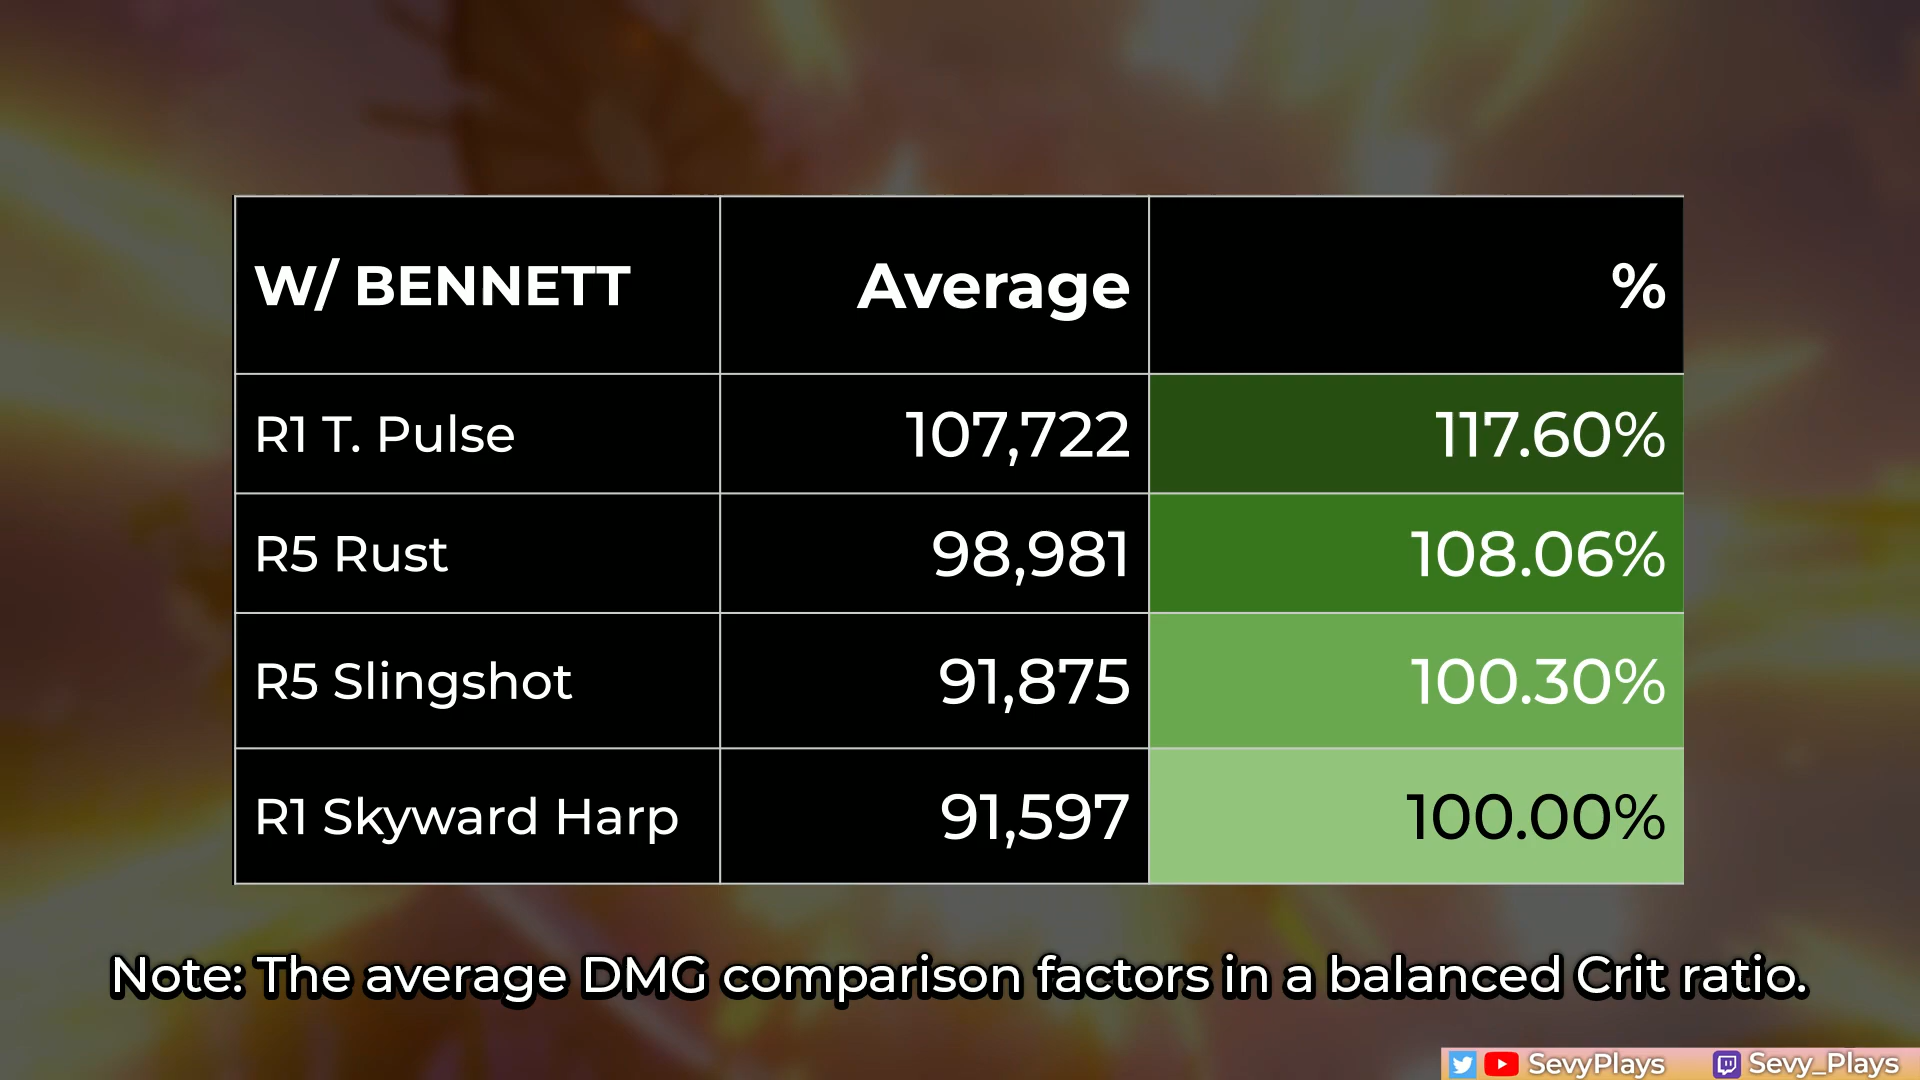 W/ BENNETT Average %
R1 T. Pulse 107,722 117.60%
R5 Rust 98,981 108.06%
R5 Slingshot 91,875 100.30%
R1 Skyward Harp 91,597 100.00%
Note: The average DMG comparison factors in a balanced Crit ratio.
SevyPlays Sevy_Plays